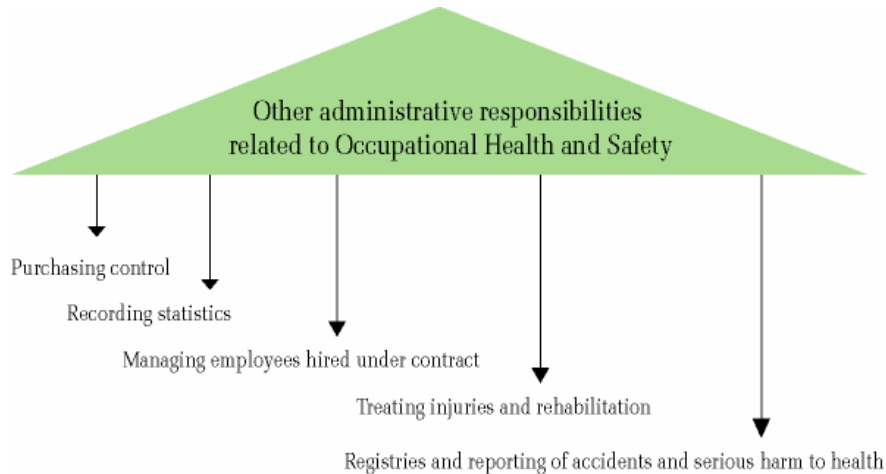 Other administrative responsibilities
related to Occupational Health and Safety
Purchasing control
Recording statistics
Managing employees hired under contract
Treating injuries and rehabilitation
Registries and reporting of accidents and serious harm to health